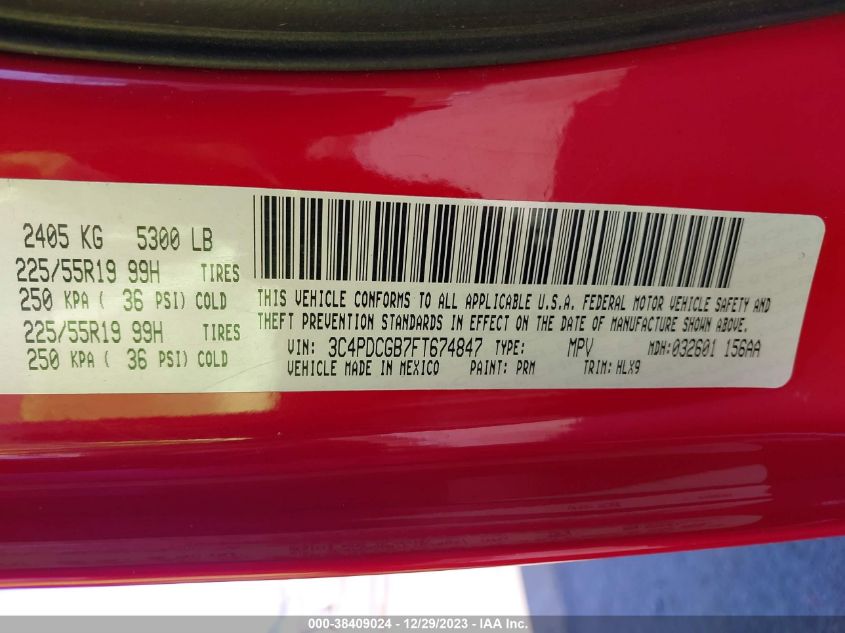 2405 KG 5300 LB
225/55R19 99H TIRES
250 KPA ( 36 PSI) COLD
225/55R19 99H TIRES
250 KPA ( 36 PSI) COLD
THIS VEHICLE CONFORMS TO ALL APPLICABLE U.S.A. FEDERAL MOTOR VEHICLE SAFETY AND
THEFT PREVENTION STANDARDS IN EFFECT ON THE DATE OF MANUFACTURE SHOWN ABOVE.
VIN: 3C4PDCGB7FT674847 TYPE: MPV MDH:032601 156AA
VEHICLE MADE IN MEXICO PAINT: PRM TRIM: HLX9
000-38409024 - 12/29/2023 - IAA Inc.